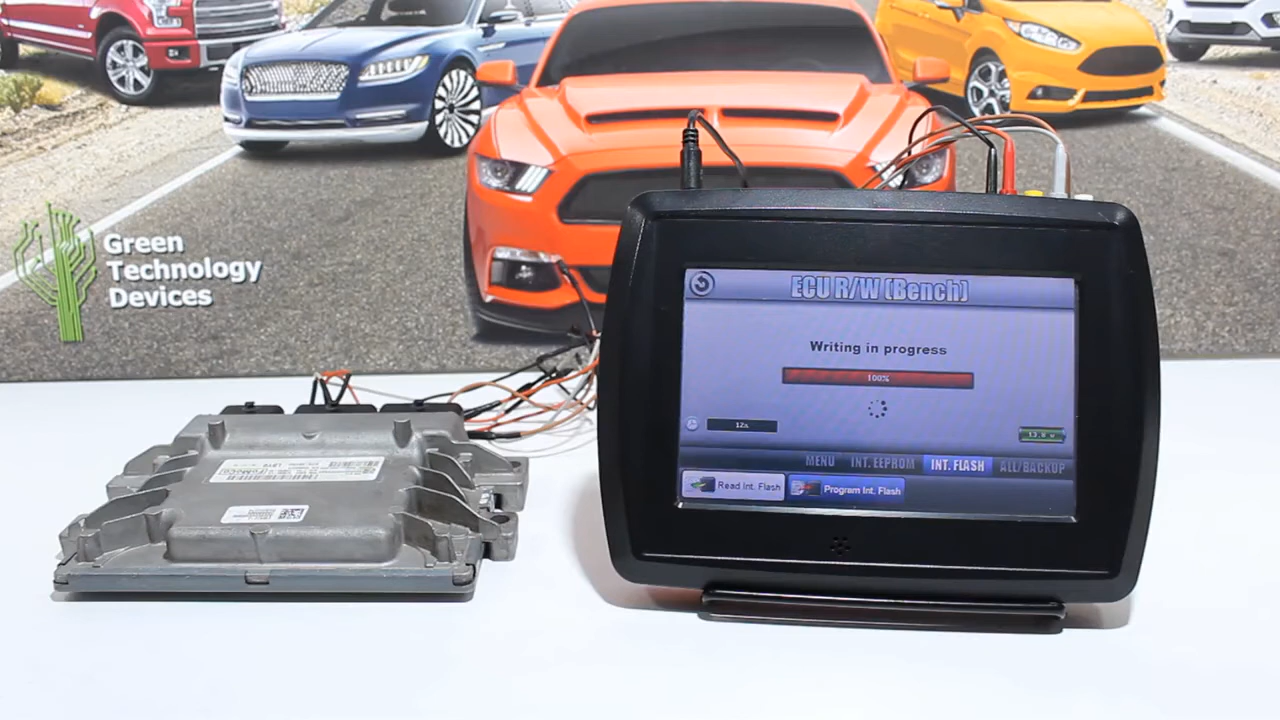 Green
Technology
Devices
ECU R/W (Bench)
Writing in progress
100%
MENU INT. EEPROM INT. FLASH ALL/BACKUP
Read Int. Flash Program Int. Flash